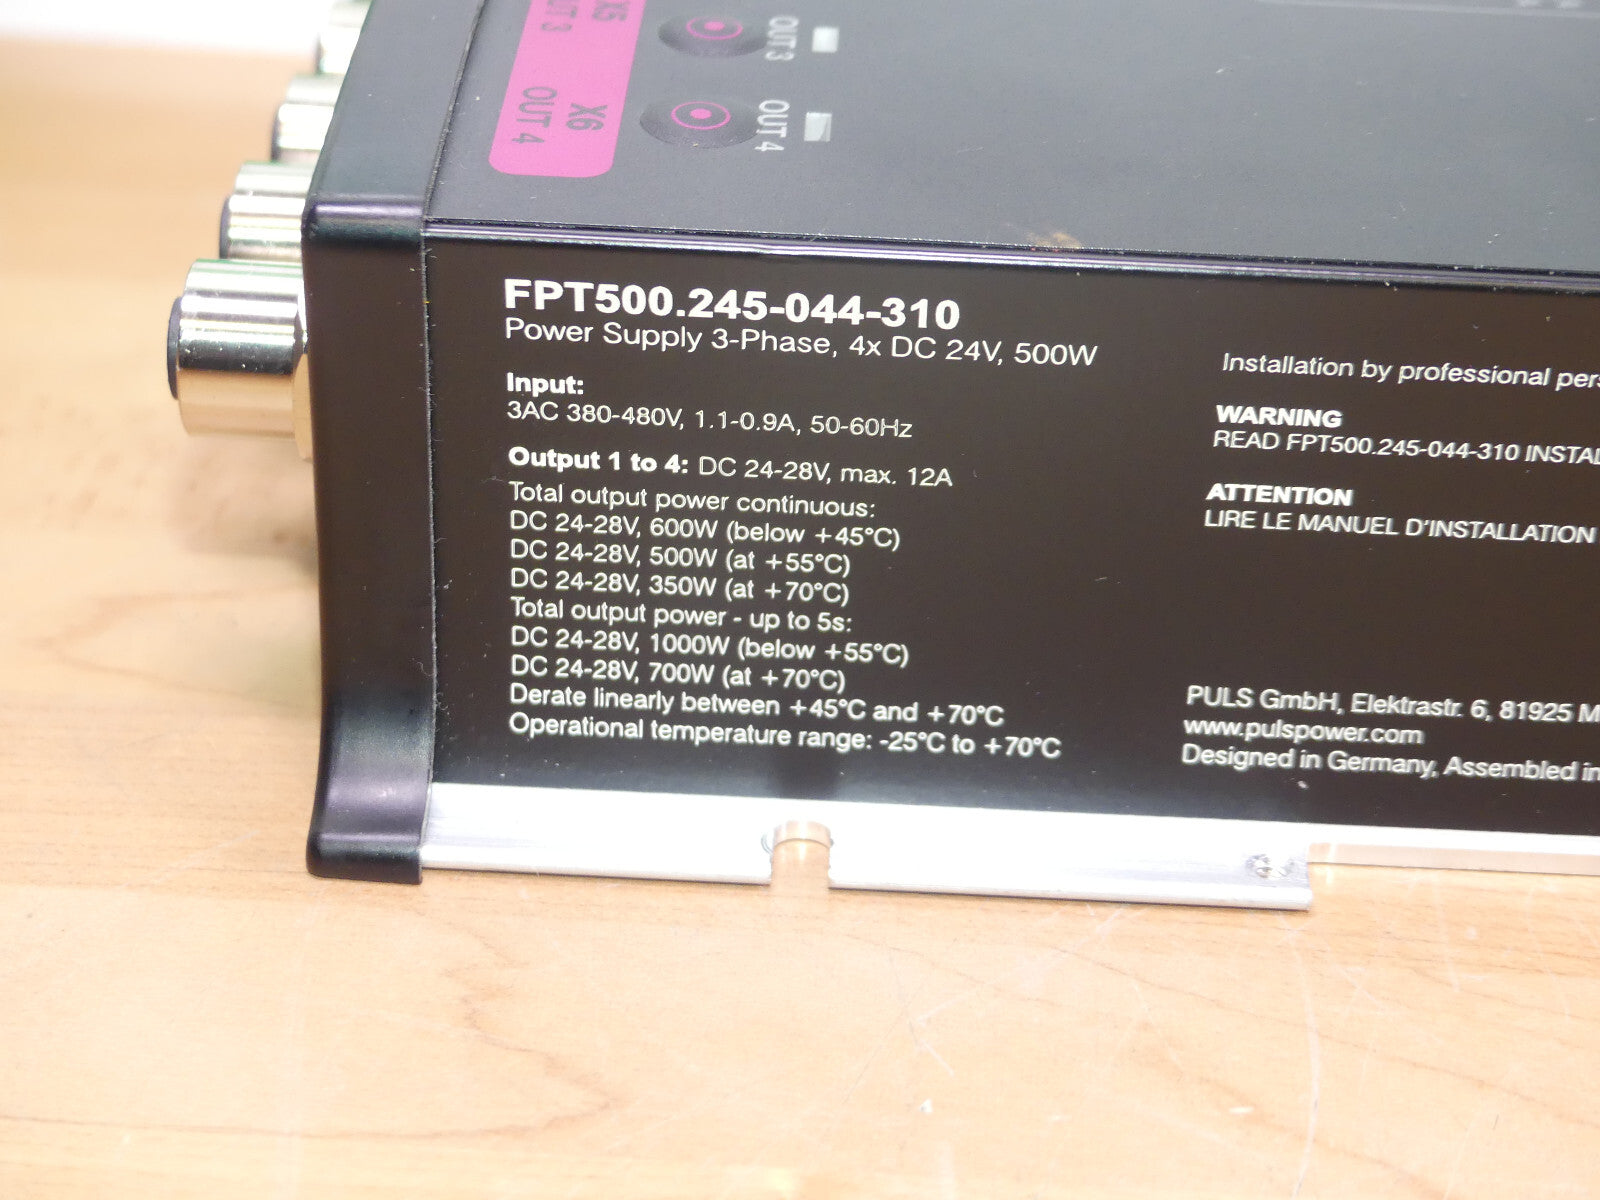 X5
OUT 3
OUT 3
X6
OUT 4
OUT 4
FPT500.245-044-310
Power Supply 3-Phase, 4x DC 24V, 500W
Input:
3AC 380-480V, 1.1-0.9A, 50-60Hz
Output 1 to 4: DC 24-28V, max. 12A
Total output power continuous:
DC 24-28V, 600W (below +45°C)
DC 24-28V, 500W (at +55°C)
DC 24-28V, 350W (at +70°C)
Total output power - up to 5s:
DC 24-28V, 1000W (below +55°C)
DC 24-28V, 700W (at +70°C)
Derate linearly between +45°C and +70°C
Operational temperature range: -25°C to +70°C
Installation by professional pers
WARNING
READ FPT500.245-044-310 INSTAL
ATTENTION
LIRE LE MANUEL D'INSTALLATION
PULS GmbH, Elektrastr. 6, 81925 M
www.pulspower.com
Designed in Germany, Assembled in